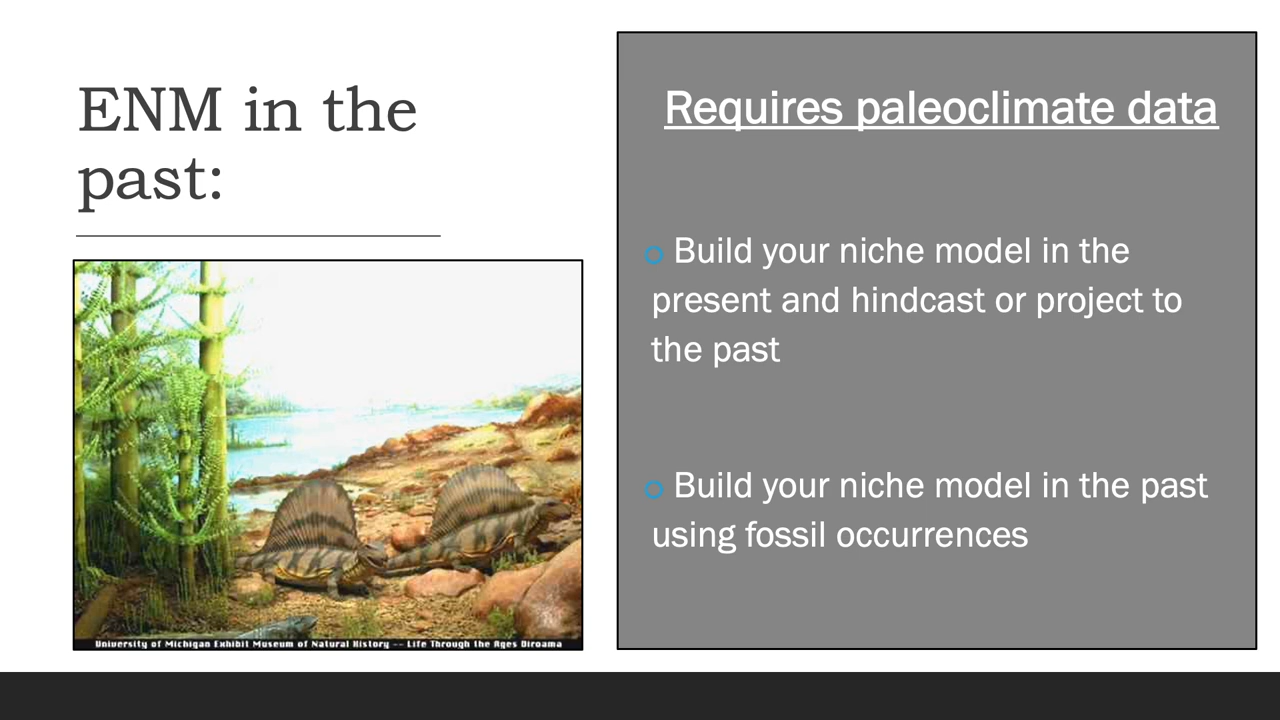 ENM in the
past:
Requires paleoclimate data
Build your niche model in the
present and hindcast or project to
the past
Build your niche model in the past
using fossil occurrences
University of Michigan Exhibit Museum of Natural History -- Life Through the Ages Diroama